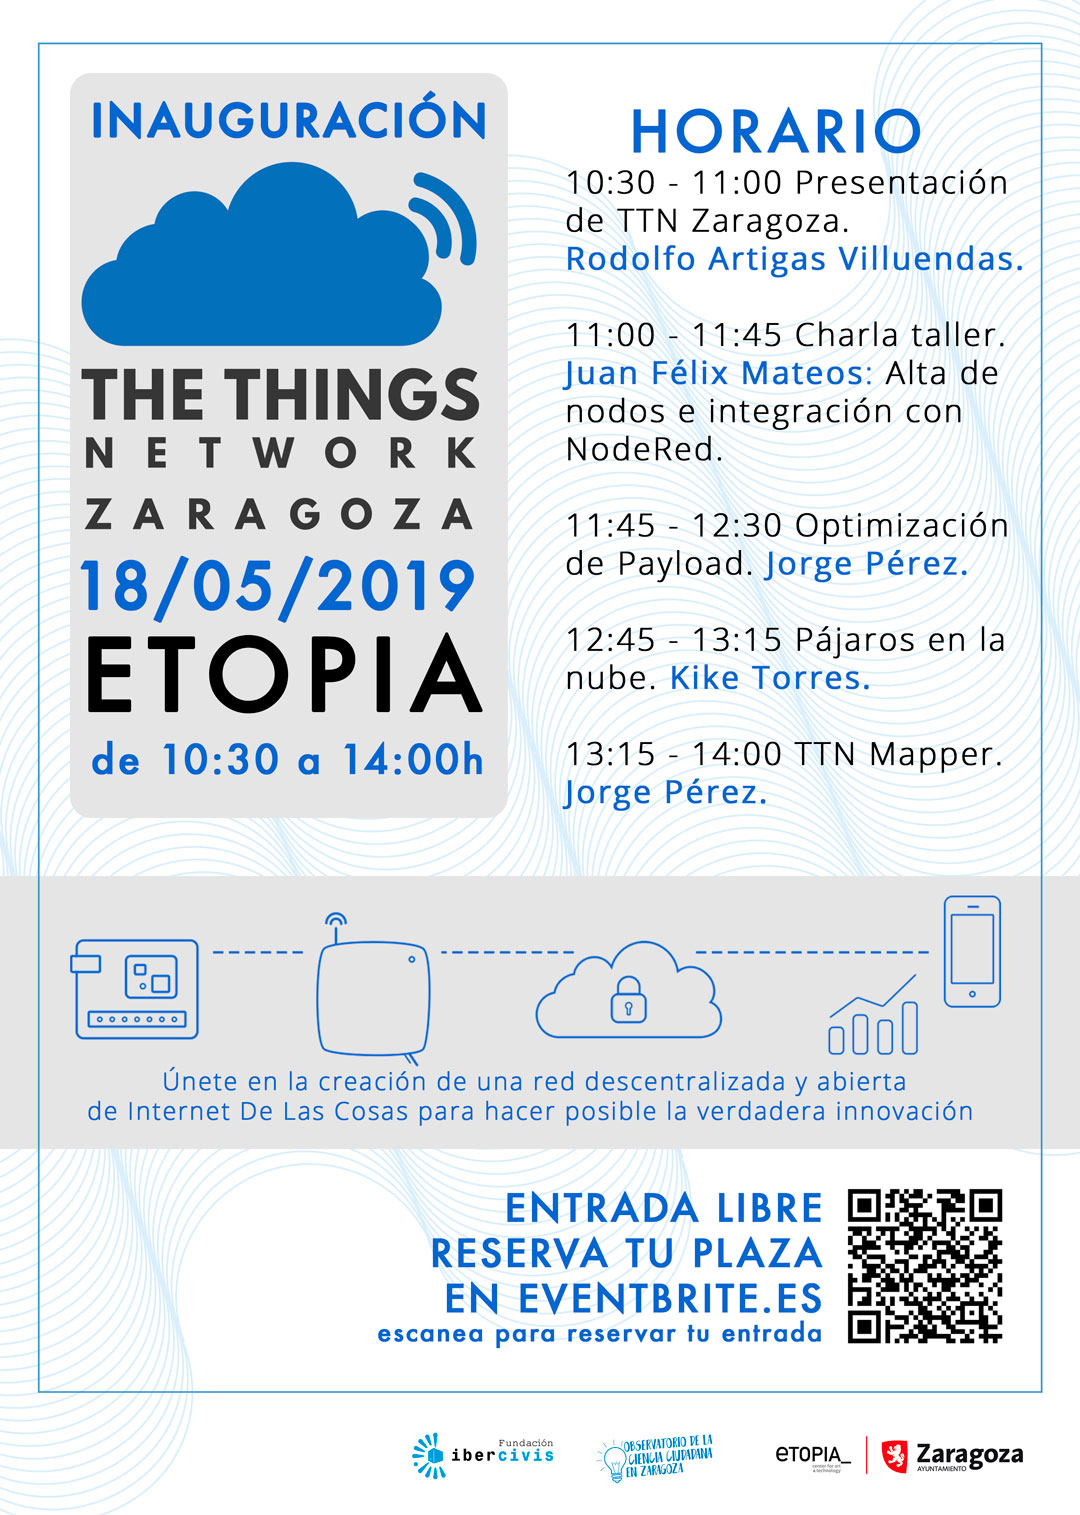 INAUGURACIÓN
THE THINGS
NETWORK
ZARAGOZA
18/05/2019
ETOPIA
de 10:30 a 14:00h
HORARIO
10:30 - 11:00 Presentación
de TTN Zaragoza.
Rodolfo Artigas Villuendas.
11:00 - 11:45 Charla taller.
Juan Félix Mateos: Alta de
nodos e integración con
NodeRed.
11:45 - 12:30 Optimización
de Payload. Jorge Pérez.
12:45 - 13:15 Pájaros en la
nube. Kike Torres.
13:15 - 14:00 TTN Mapper.
Jorge Pérez.
Únete en la creación de una red descentralizada y abierta
de Internet De Las Cosas para hacer posible la verdadera innovación
ENTRADA LIBRE
RESERVA TU PLAZA
EN EVENTBRITE.ES
escanea para reservar tu entrada
Fundación
ibercivis
OBSERVATORIO DE LA
CIENCIA CIUDADANA
EN ZARAGOZA
eTOPIA_
center for art
& technology
Zaragoza
AYUNTAMIENTO